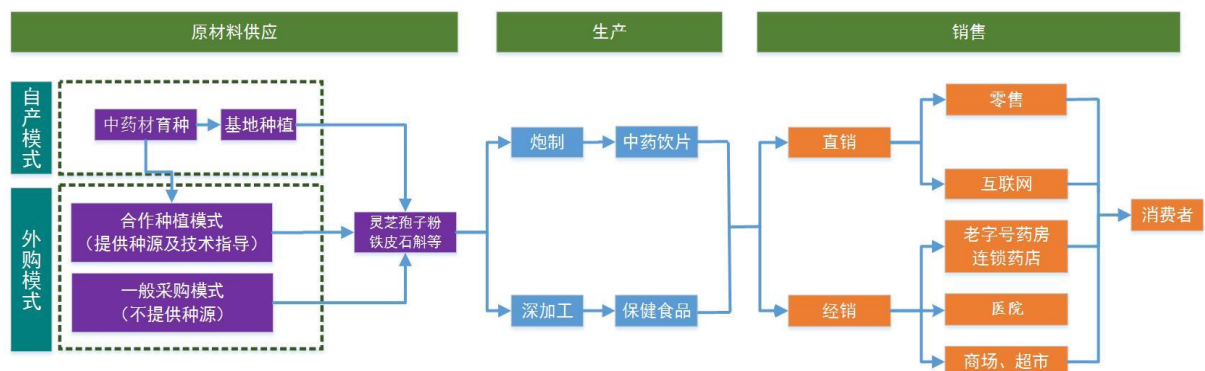 原材料供应
生产
销售
自产模式
中药材育种
基地种植
外购模式
合作种植模式
（提供种源及技术指导）
一般采购模式
（不提供种源）
灵芝孢子粉
铁皮石斛等
炮制
中药饮片
深加工
保健食品
直销
零售
互联网
经销
老字号药房
连锁药店
医院
商场、超市
消费者